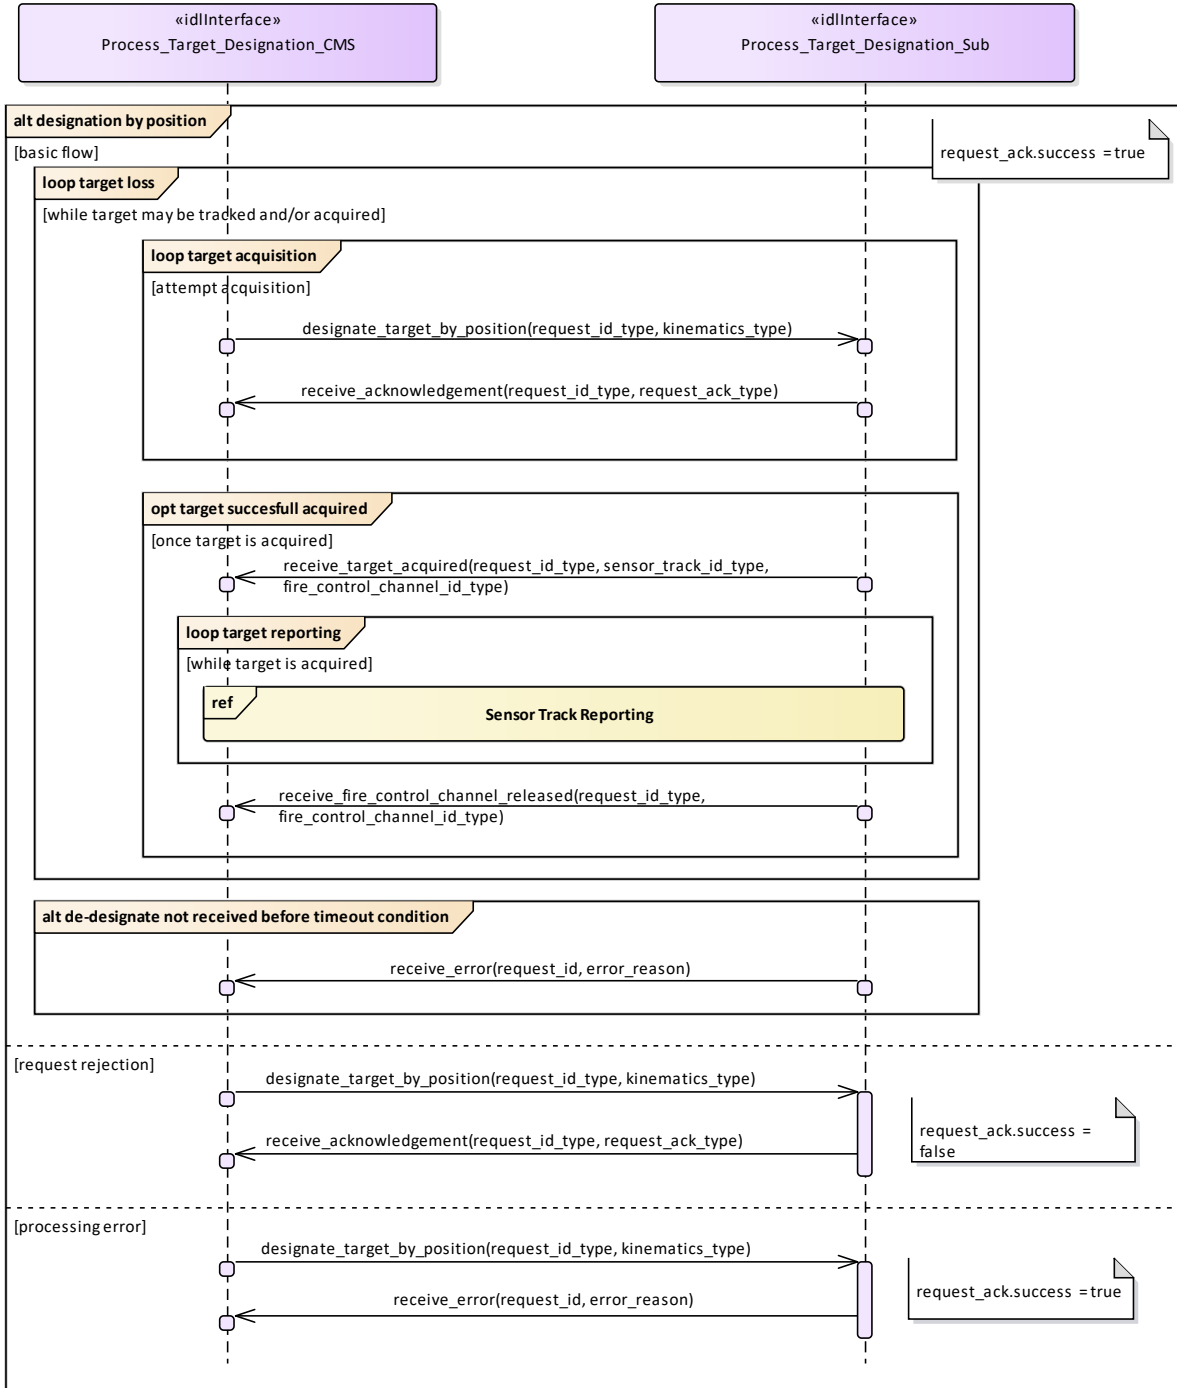 «idlInterface»
Process_Target_Designation_CMS
«idlInterface»
Process_Target_Designation_Sub
alt designation by position
[basic flow]
request_ack.success = true
loop target loss
[while target may be tracked and/or acquired]
loop target acquisition
[attempt acquisition]
designate_target_by_position(request_id_type, kinematics_type)
receive_acknowledgement(request_id_type, request_ack_type)
opt target succesfull acquired
[once target is acquired]
receive_target_acquired(request_id_type, sensor_track_id_type,
fire_control_channel_id_type)
loop target reporting
[while target is acquired]
ref
Sensor Track Reporting
receive_fire_control_channel_released(request_id_type,
fire_control_channel_id_type)
alt de-designate not received before timeout condition
receive_error(request_id, error_reason)
[request rejection]
designate_target_by_position(request_id_type, kinematics_type)
receive_acknowledgement(request_id_type, request_ack_type)
request_ack.success =
false
[processing error]
designate_target_by_position(request_id_type, kinematics_type)
receive_error(request_id, error_reason)
request_ack.success = true